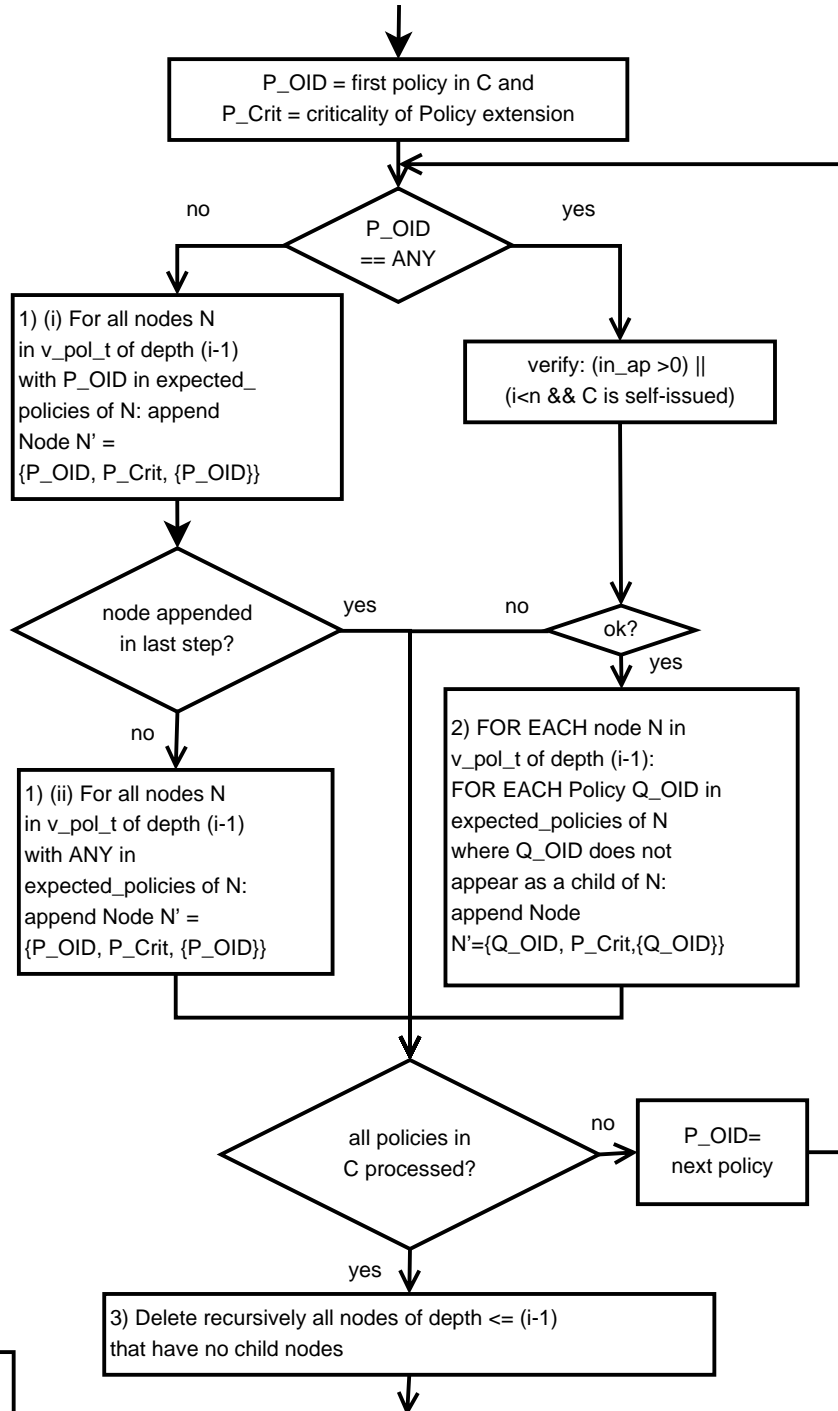 P_OID = first policy in C and
P_Crit = criticality of Policy extension
no
yes
P_OID
== ANY
1) (i) For all nodes N
in v_pol_t of depth (i-1)
with P_OID in expected_
policies of N: append
Node N' =
{P_OID, P_Crit, {P_OID}}
verify: (in_ap >0) ||
(i<n && C is self-issued)
node appended
in last step?
yes
no
ok?
yes
no
1) (ii) For all nodes N
in v_pol_t of depth (i-1)
with ANY in
expected_policies of N:
append Node N' =
{P_OID, P_Crit, {P_OID}}
2) FOR EACH node N in
v_pol_t of depth (i-1):
FOR EACH Policy Q_OID in
expected_policies of N
where Q_OID does not
appear as a child of N:
append Node
N'={Q_OID, P_Crit,{Q_OID}}
all policies in
C processed?
no
P_OID=
next policy
yes
3) Delete recursively all nodes of depth <= (i-1)
that have no child nodes